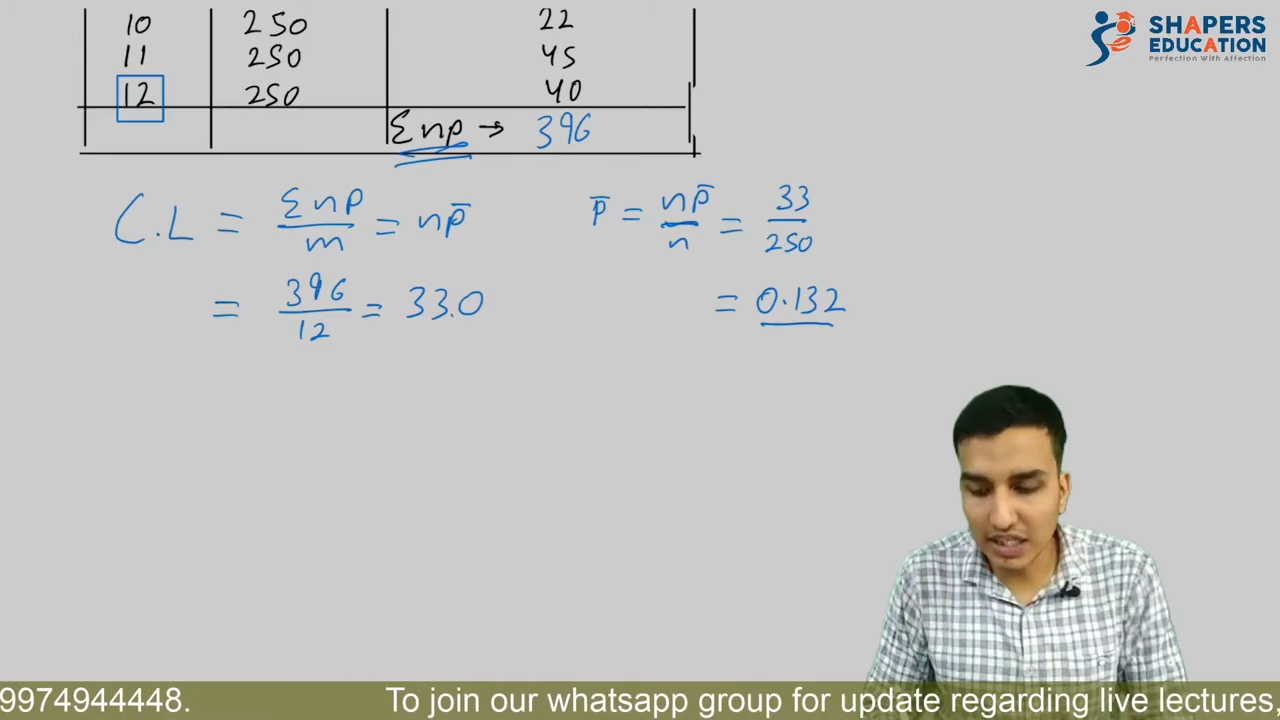 10 250 22
SHAPERS
EDUCATION
Perfection With Affection
11 250 45
12 250 40
Σnp → 396
C.L = Σnp/m = np̄
p̄ = np̄/n = 33/250
= 396/12 = 33.0
= 0.132
9974944448. To join our whatsapp group for update regarding live lectures,